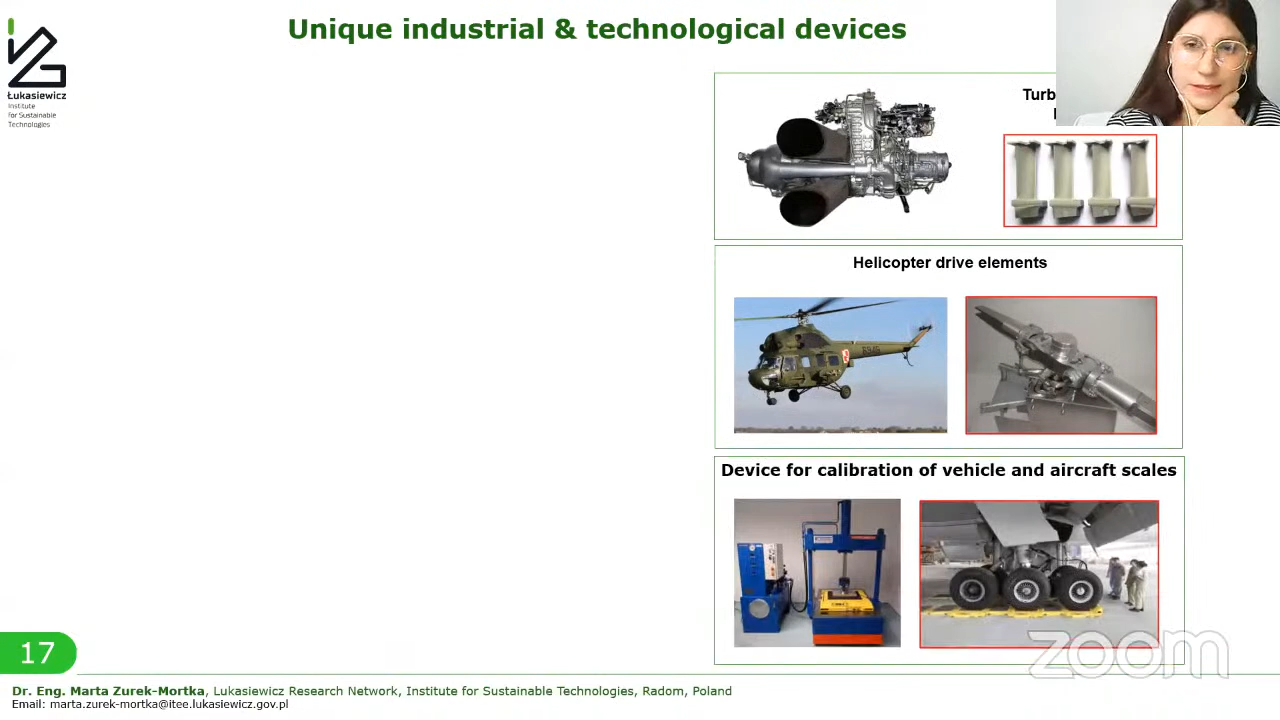 Unique industrial & technological devices
Łukasiewicz
Institute
for Sustainable
Technologies
Helicopter drive elements
Device for calibration of vehicle and aircraft scales
zoom
17
Dr. Eng. Marta Zurek-Mortka, Lukasiewicz Research Network, Institute for Sustainable Technologies, Radom, Poland
Email: marta.zurek-mortka@itee.lukasiewicz.gov.pl